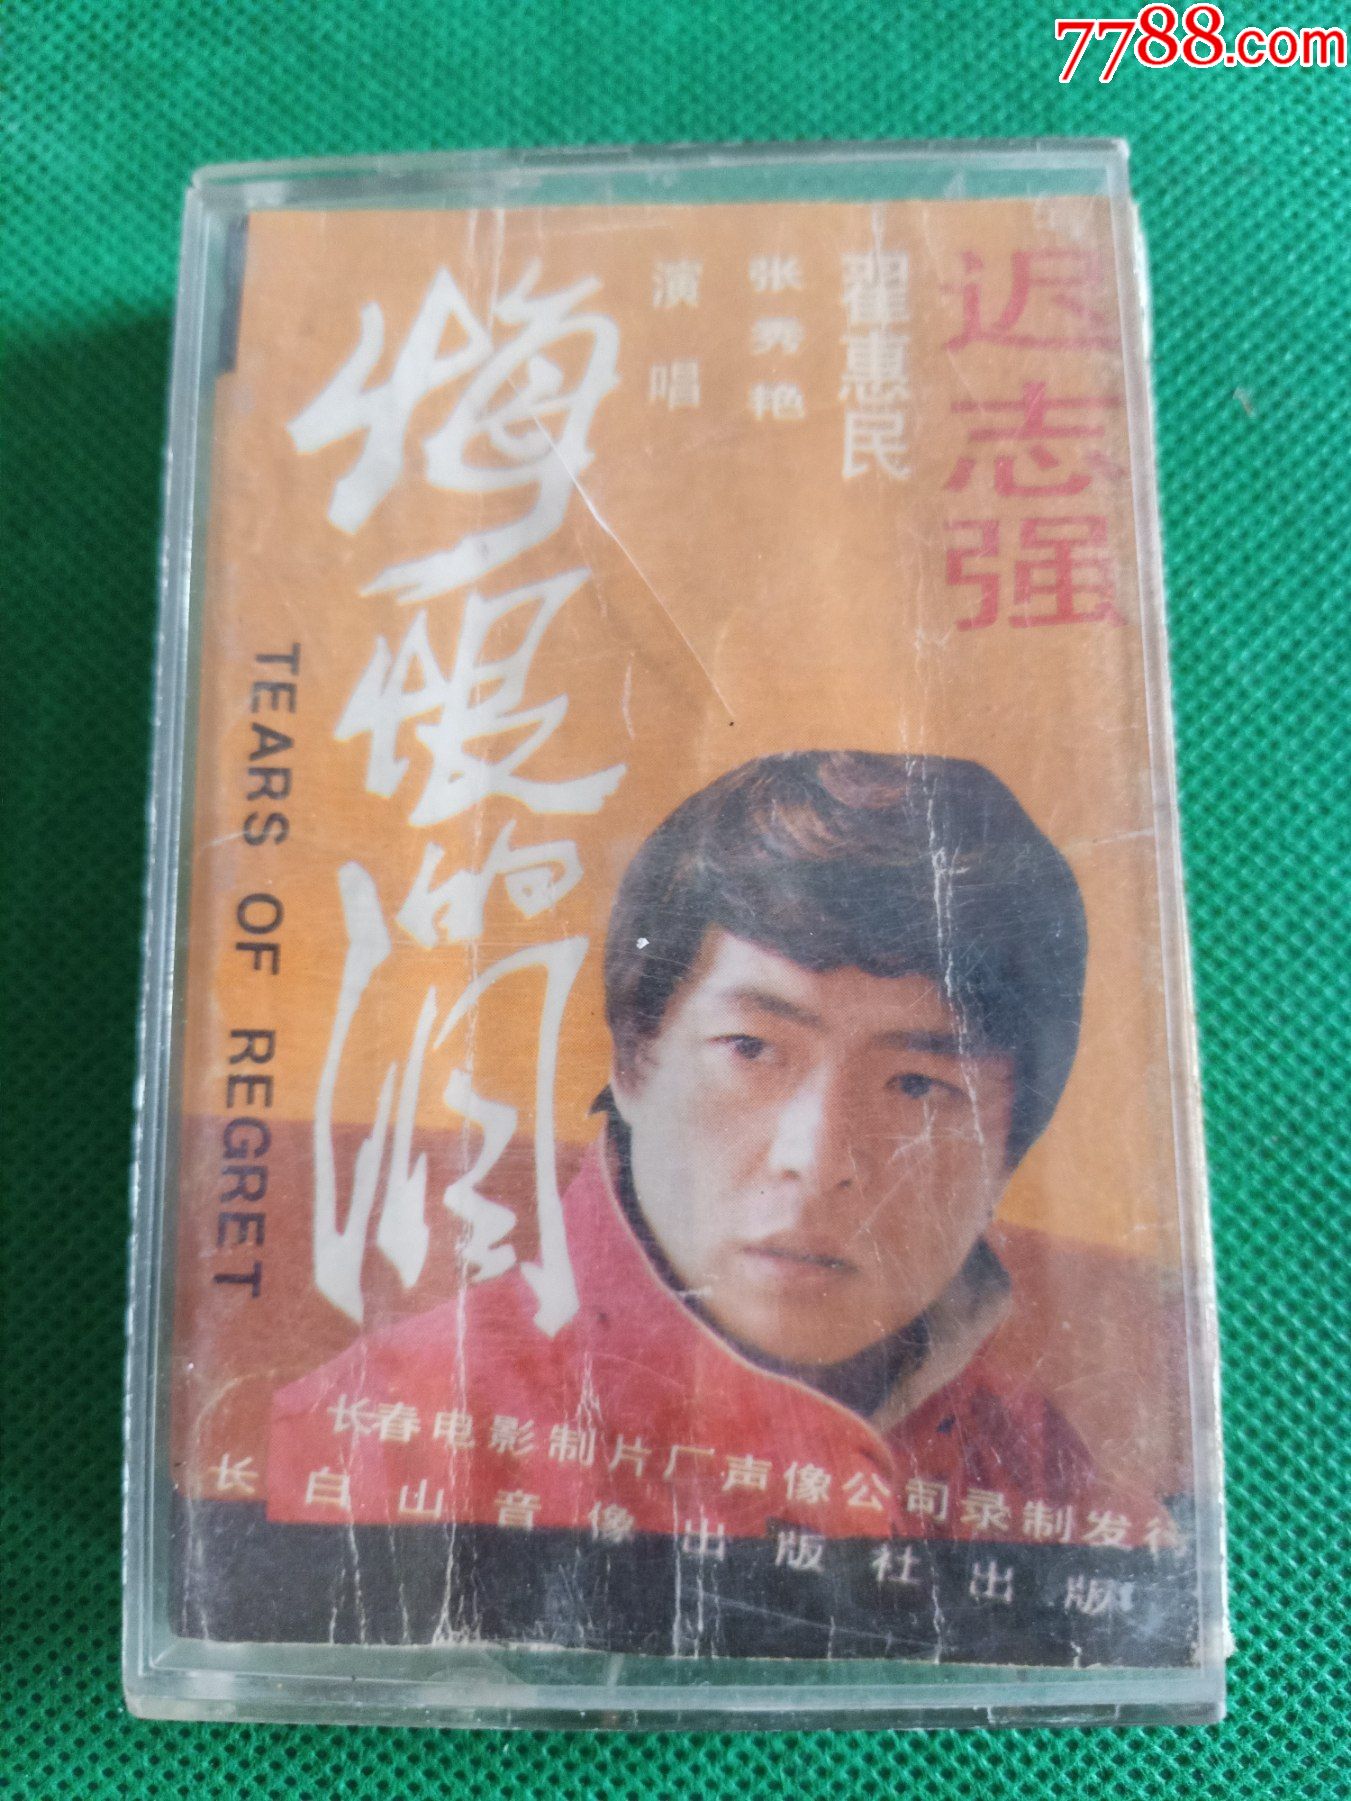 7788.com
迟志强
翟惠民
张秀艳
演唱
悔恨的泪
TEARS OF REGRET
长春电影制片厂声像公司录制发行
长白山音像出版社出版